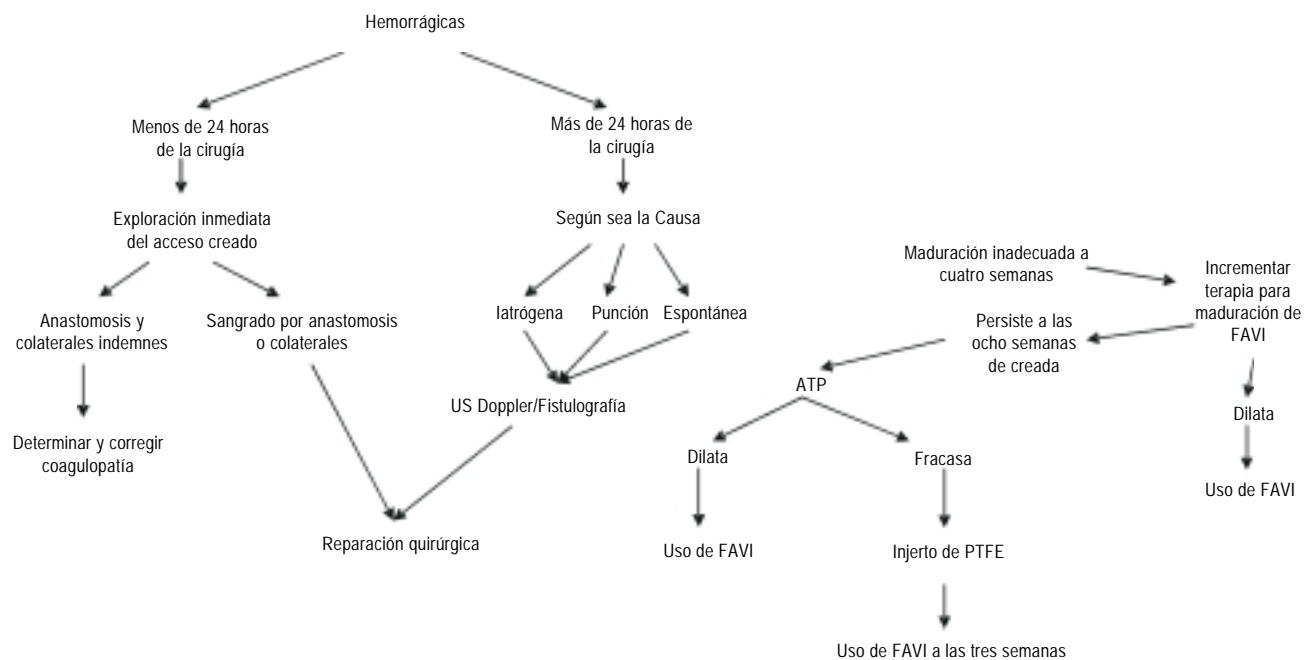 Hemorrágicas
Menos de 24 horas
de la cirugía
Más de 24 horas de
la cirugía
Exploración inmediata
del acceso creado
Según sea la Causa
Anastomosis y
colaterales indemnes
Sangrado por anastomosis
o colaterales
Iatrógena
Punción
Espontánea
US Doppler/Fistulografía
Determinar y corregir
coagulopatía
Reparación quirúrgica
Maduración inadecuada a
cuatro semanas
Incrementar
terapia para
maduración de
FAVI
Persiste a las
ocho semanas
de creada
ATP
Dilata
Dilata
Fracasa
Uso de FAVI
Uso de FAVI
Injerto de PTFE
Uso de FAVI a las tres semanas